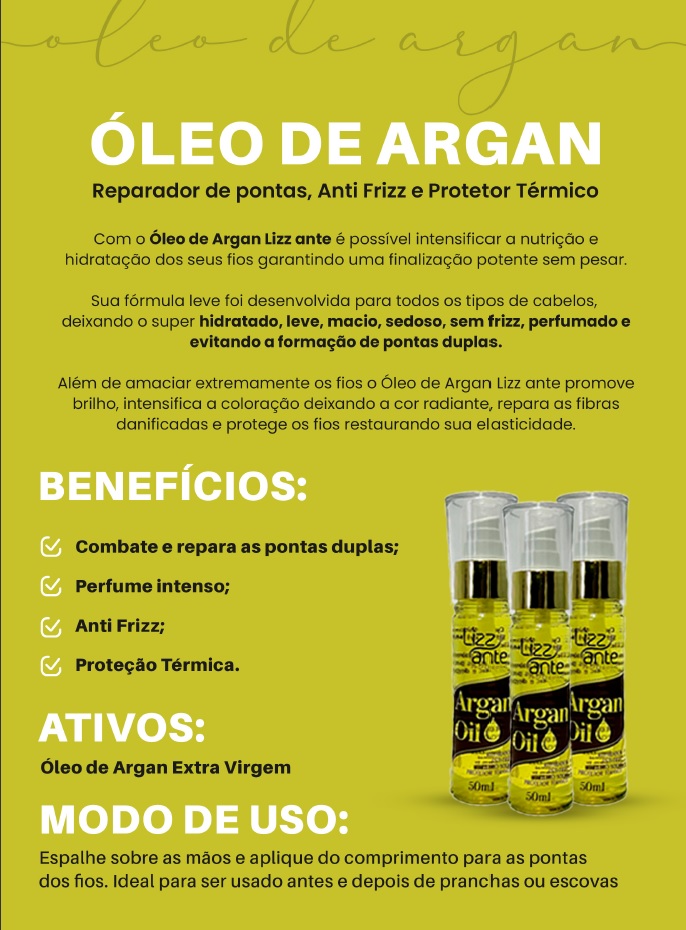 oleo de argan
ÓLEO DE ARGAN
Reparador de pontas, Anti Frizz e Protetor Térmico
Com o Óleo de Argan Lizz ante é possível intensificar a nutrição e
hidratação dos seus fios garantindo uma finalização potente sem pesar.
Sua fórmula leve foi desenvolvida para todos os tipos de cabelos,
deixando o super hidratado, leve, macio, sedoso, sem frizz, perfumado e
evitando a formação de pontas duplas.
Além de amaciar extremamente os fios o Óleo de Argan Lizz ante promove
brilho, intensifica a coloração deixando a cor radiante, repara as fibras
danificadas e protege os fios restaurando sua elasticidade.
BENEFÍCIOS:
Combate e repara as pontas duplas;
Perfume intenso;
Anti Frizz;
Proteção Térmica.
ATIVOS:
Óleo de Argan Extra Virgem
MODO DE USO:
Espalhe sobre as mãos e aplique do comprimento para as pontas
dos fios. Ideal para ser usado antes e depois de pranchas ou escovas
Lizz
ante
Argan
Oil
50ml
Lizz
ante
Argan
Oil
50ml
Lizz
ante
Argan
Oil
50ml